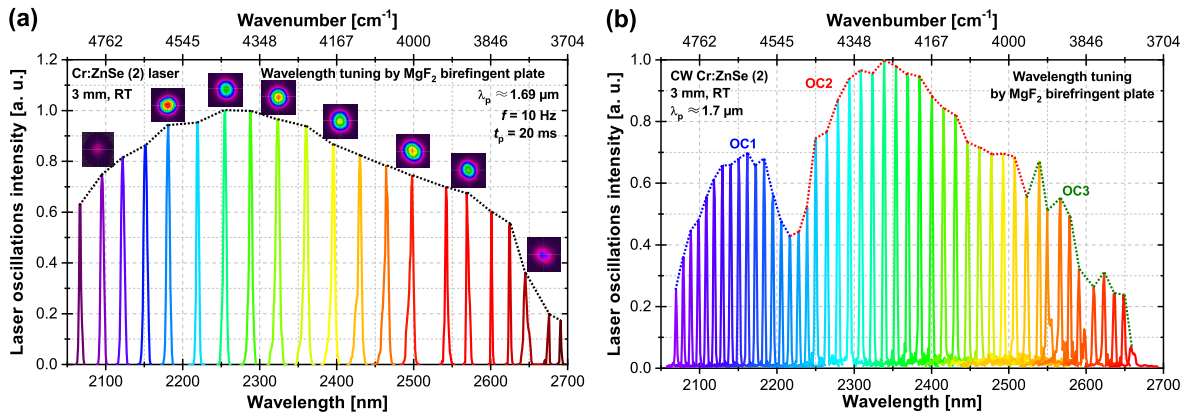 (a)
Wavenumber [cm⁻¹]
4762 4545 4348 4167 4000 3846 3704
1.2
1.0
0.8
0.6
0.4
0.2
0.0
Laser oscillations intensity [a. u.]
Cr:ZnSe (2) laser
3 mm, RT
Wavelength tuning by MgF₂ birefingent plate
λₚ ≈ 1.69 µm
f = 10 Hz
tₚ = 20 ms
2100 2200 2300 2400 2500 2600 2700
Wavelength [nm]
(b)
Wavenbumber [cm⁻¹]
4762 4545 4348 4167 4000 3846 3704
1.0
0.8
0.6
0.4
0.2
0.0
Laser oscillations intensity [a. u.]
CW Cr:ZnSe (2)
3 mm, RT
λₚ ≈ 1.7 µm
Wavelength tuning
by MgF₂ birefringent plate
OC1
OC2
OC3
2100 2200 2300 2400 2500 2600 2700
Wavelength [nm]